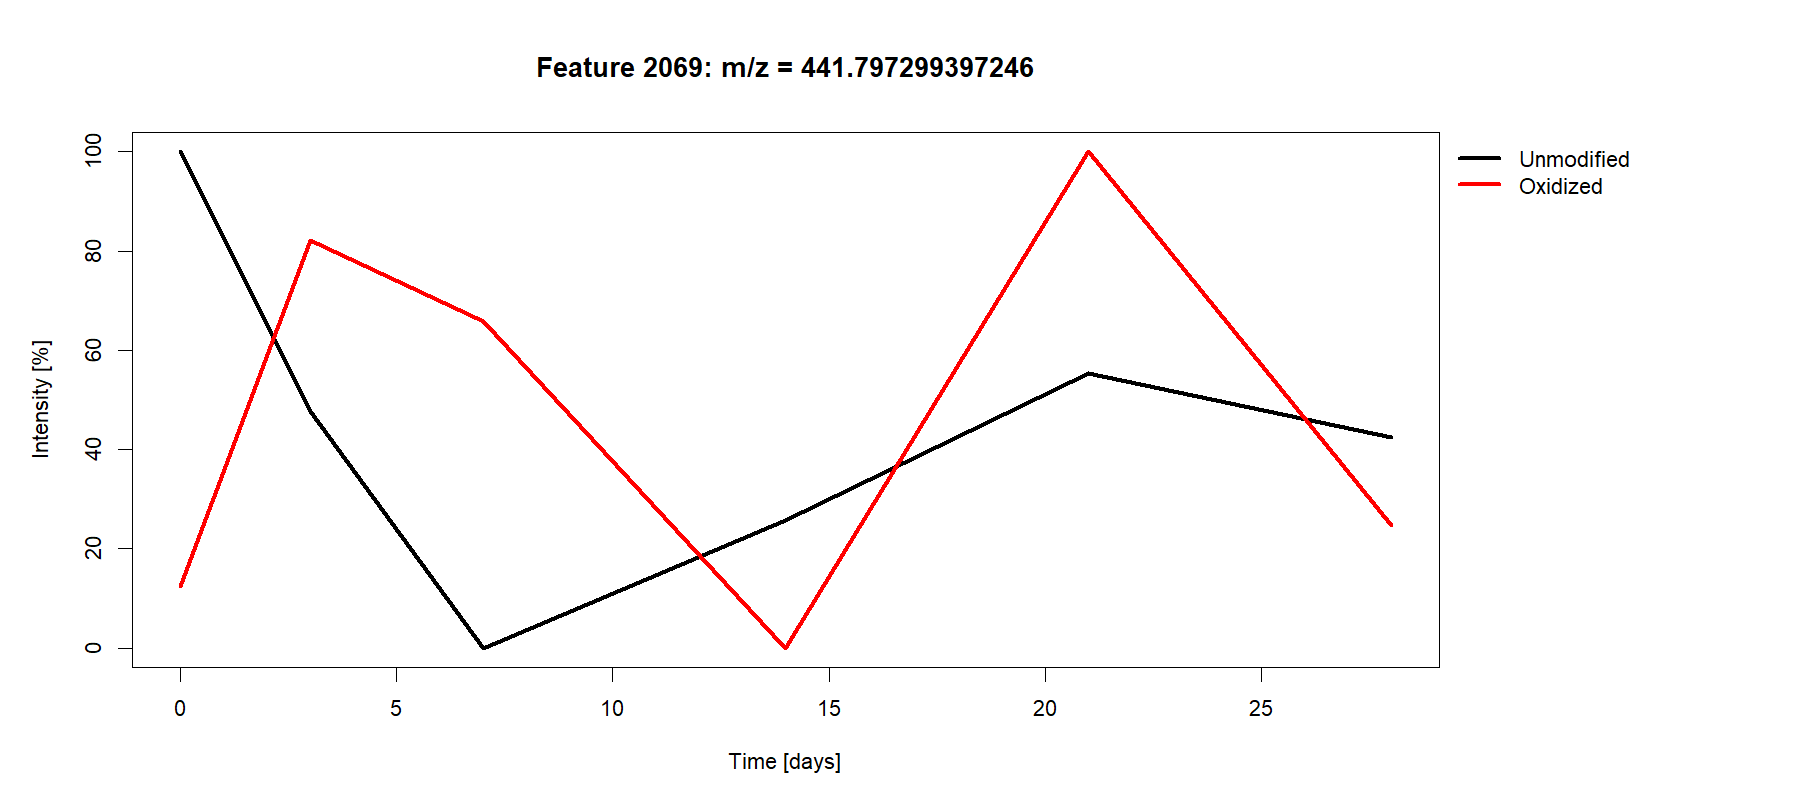 Feature 2069: m/z = 441.797299397246
Unmodified
Oxidized
Intensity [%]
100
80
60
40
20
0
0 5 10 15 20 25
Time [days]